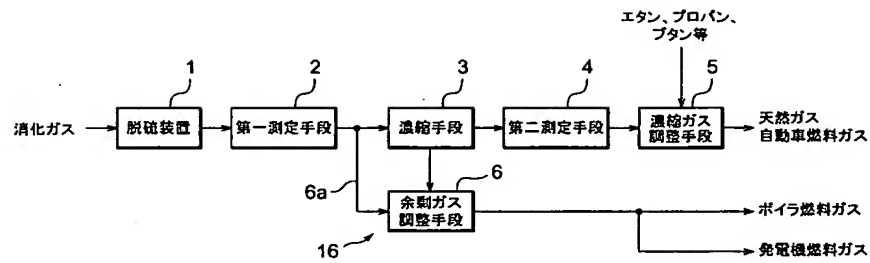 エタン、プロパン、
ブタン等
1
2
3
4
5
消化ガス
脱硫装置
第一測定手段
濃縮手段
第二測定手段
濃縮ガス
調整手段
天然ガス
自動車燃料ガス
6a
6
余剰ガス
調整手段
16
ボイラ燃料ガス
発電機燃料ガス